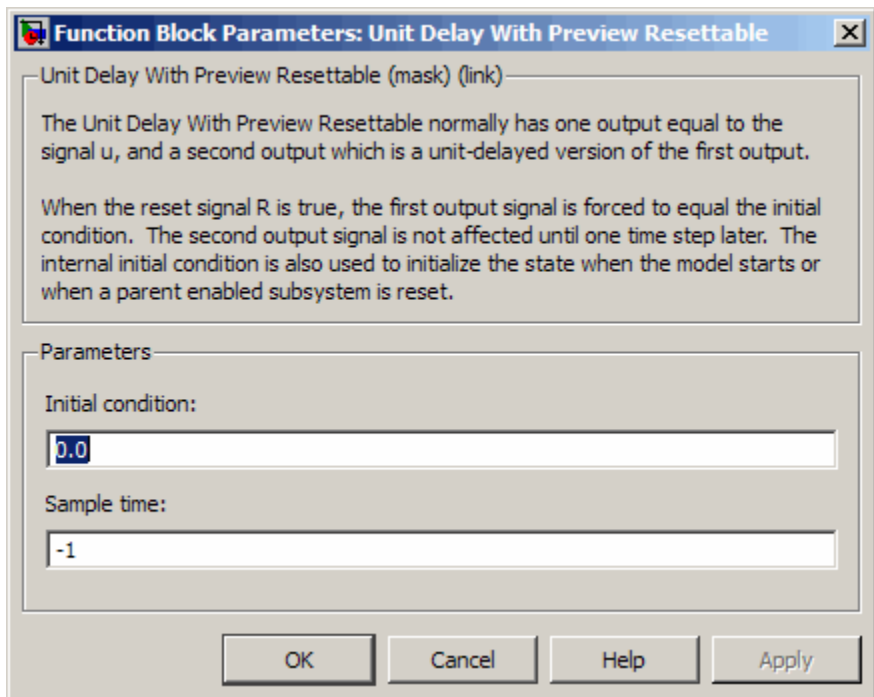 Function Block Parameters: Unit Delay With Preview Resettable
Unit Delay With Preview Resettable (mask) (link)
The Unit Delay With Preview Resettable normally has one output equal to the
signal u, and a second output which is a unit-delayed version of the first output.
When the reset signal R is true, the first output signal is forced to equal the initial
condition.  The second output signal is not affected until one time step later.  The
internal initial condition is also used to initialize the state when the model starts or
when a parent enabled subsystem is reset.
Parameters
Initial condition:
0.0
Sample time:
-1
OK Cancel Help Apply